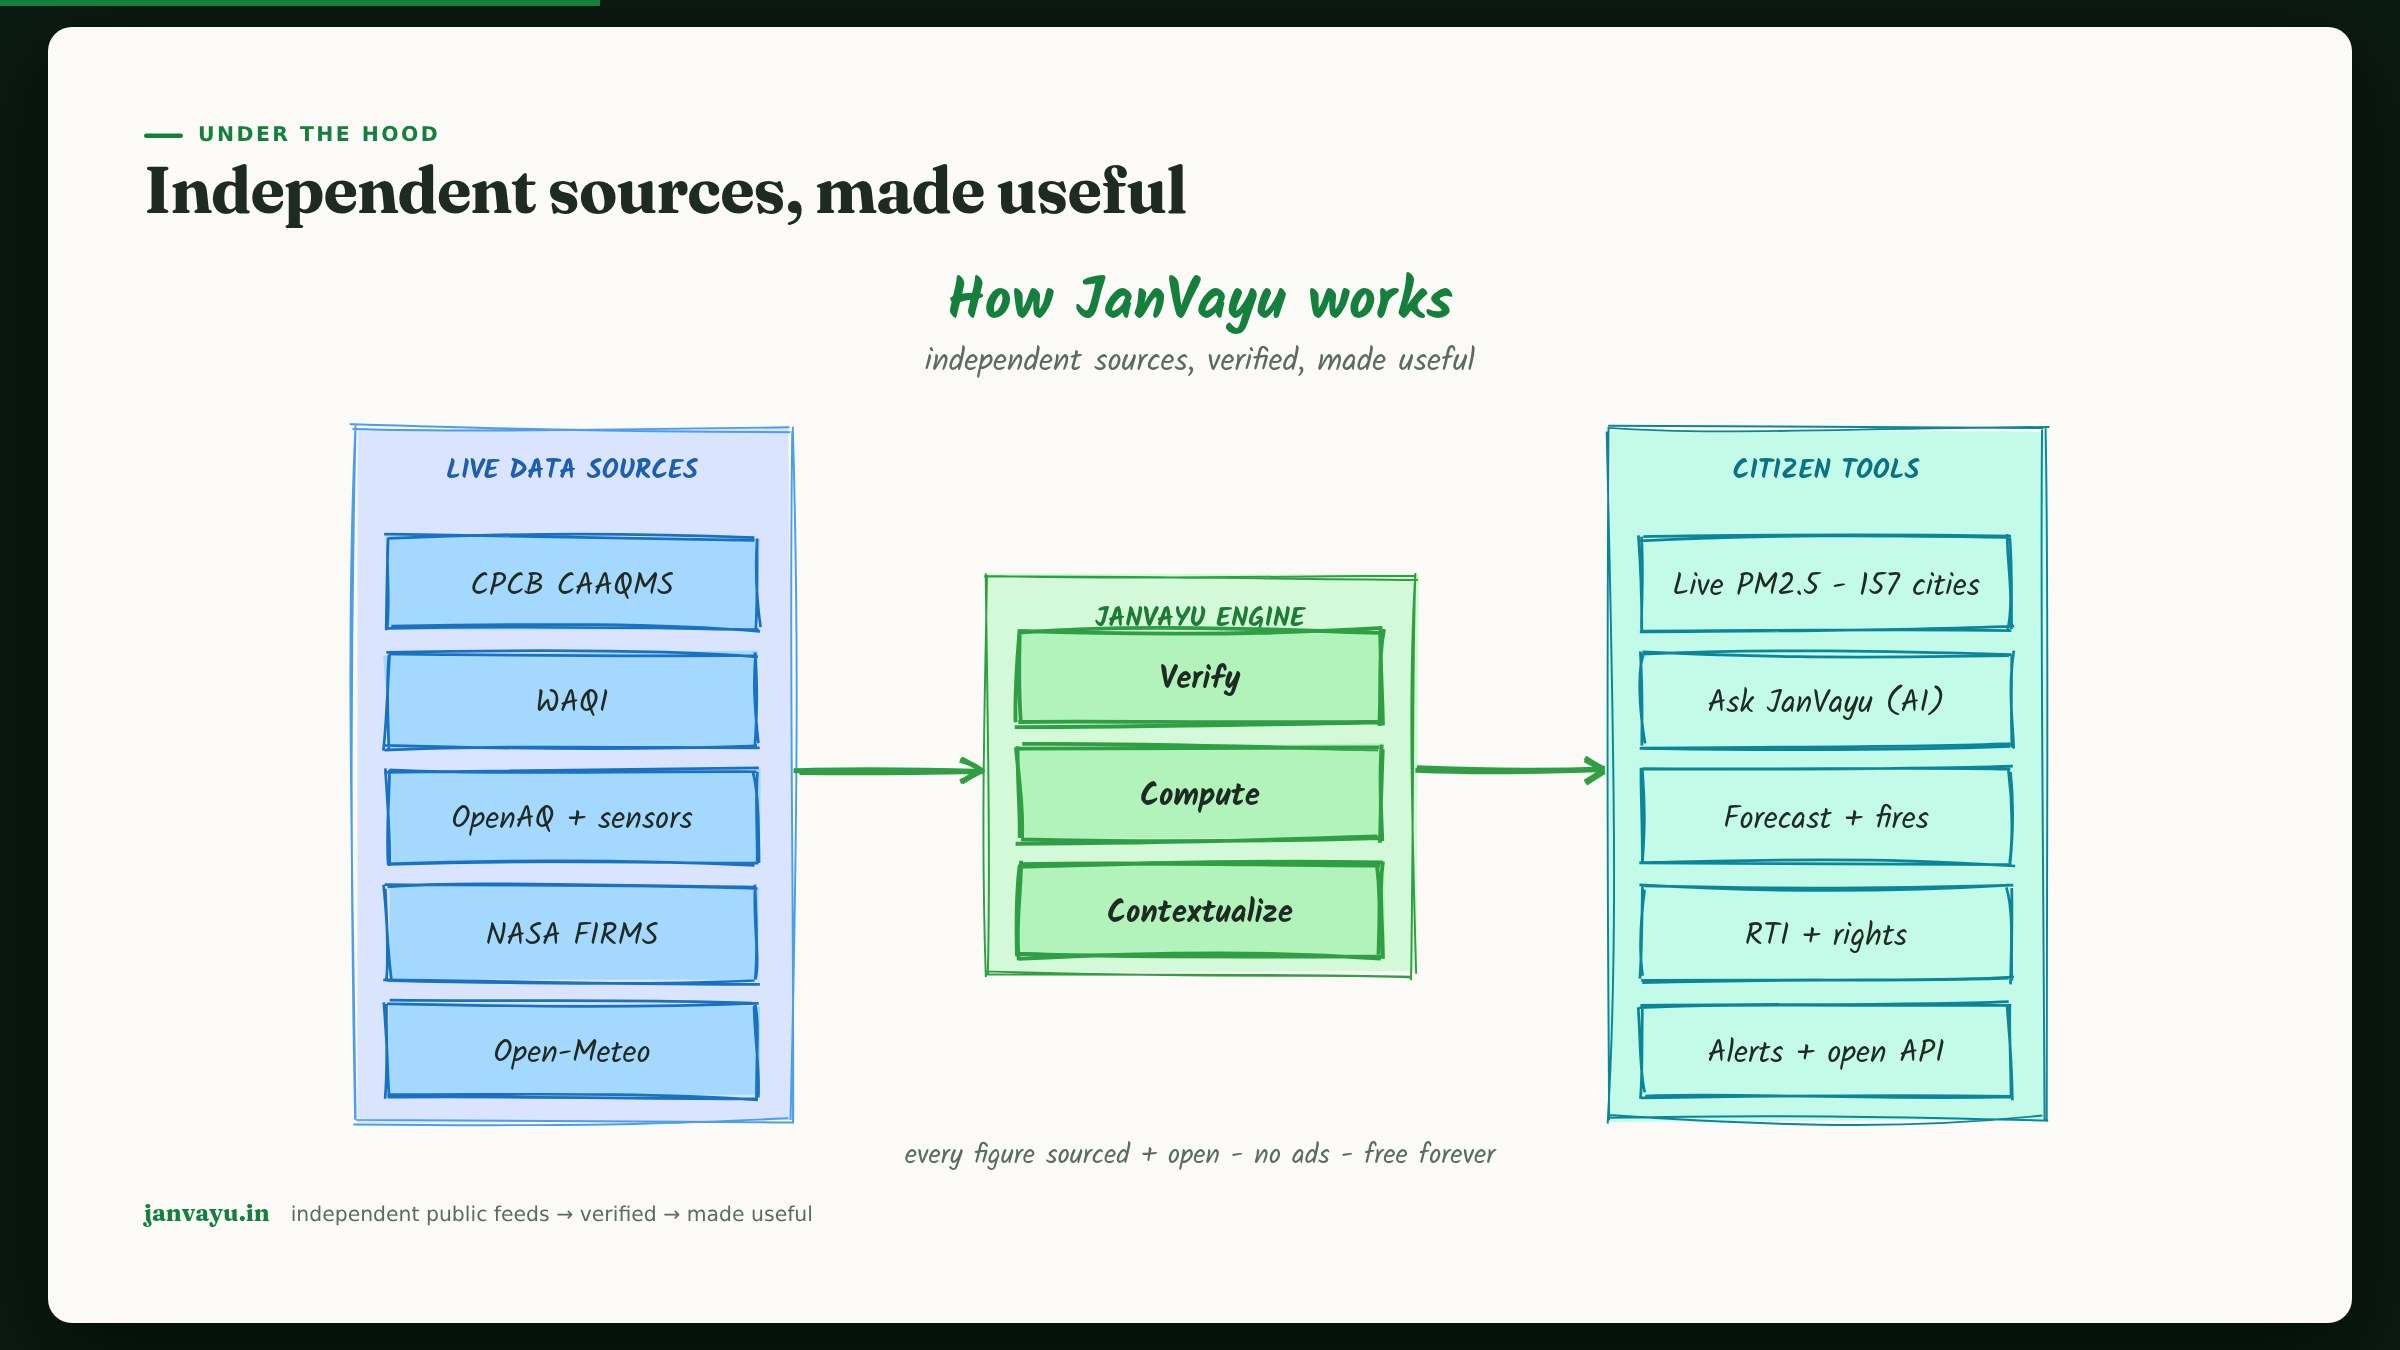 UNDER THE HOOD
Independent sources, made useful
How JanVayu works
independent sources, verified, made useful
LIVE DATA SOURCES
CPCB CAAQMS
WAQI
OpenAQ + sensors
NASA FIRMS
Open-Meteo
JANVAYU ENGINE
Verify
Compute
Contextualize
CITIZEN TOOLS
Live PM2.5 - 157 cities
Ask JanVayu (AI)
Forecast + fires
RTI + rights
Alerts + open API
every figure sourced + open - no ads - free forever
janvayu.in independent public feeds → verified → made useful